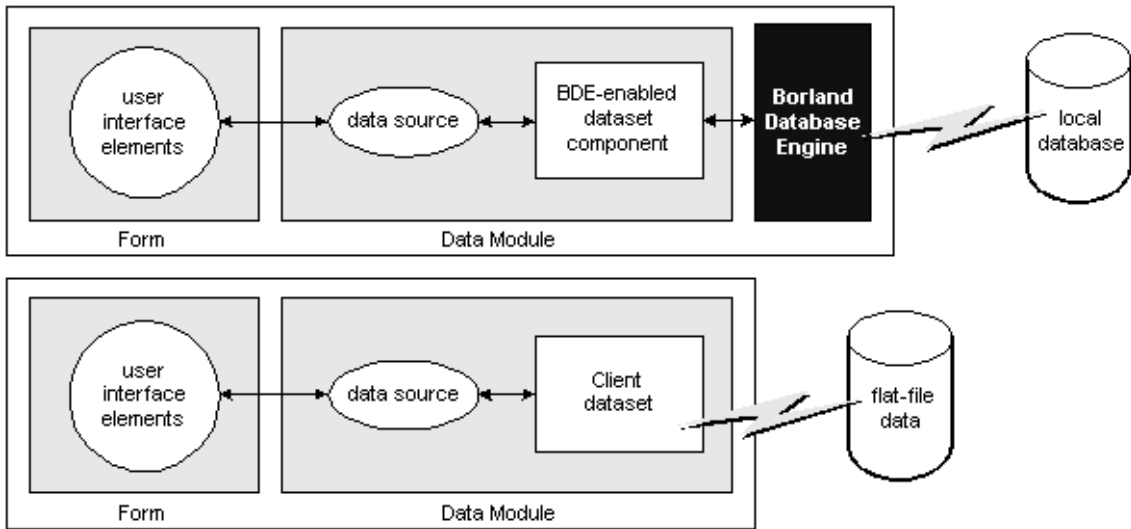 user
interface
elements
data source
BDE-enabled
dataset
component
Borland
Database
Engine
local
database
Form
Data Module
user
interface
elements
data source
Client
dataset
flat-file
data
Form
Data Module